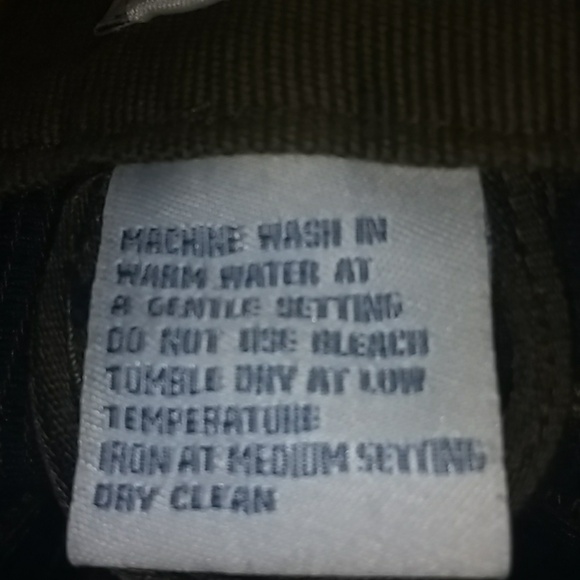 MACHINE WASH IN
WARM WATER AT
A GENTLE SETTING
DO NOT USE BLEACH
TUMBLE DRY AT LOW
TEMPERATURE
IRON AT MEDIUM SETTING
DRY CLEAN